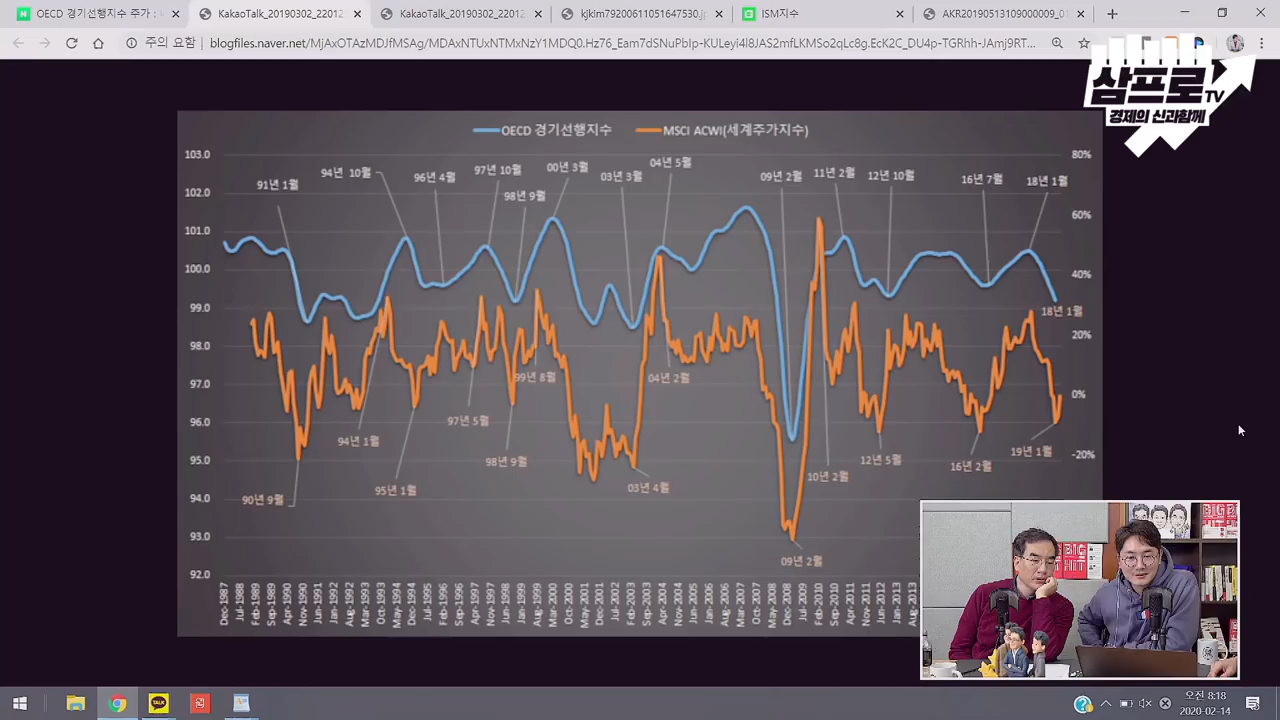 OECD 경기선행지수 주가 :
KakaoTalk_20190302_22012
KakaoTalk_20190302_22012
kjklm79200611051647530.jp
ISM지수
AKR20190513109000009_01
주의 요함
삼프로TV
경제의 신과함께
OECD 경기선행지수
MSCI ACWI(세계주가지수)
103.0
102.0
101.0
100.0
99.0
98.0
97.0
96.0
95.0
94.0
93.0
92.0
80%
60%
40%
20%
0%
-20%
91년 1월
94년 10월
96년 4월
97년 10월
98년 9월
00년 3월
03년 3월
04년 5월
09년 2월
11년 2월
12년 10월
16년 7월
18년 1월
18년 1월
90년 9월
94년 1월
95년 1월
97년 5월
98년 9월
99년 8월
03년 4월
04년 2월
09년 2월
10년 2월
12년 5월
16년 2월
19년 1월
Dec-1987
Jul-1988
Feb-1989
Sep-1989
Apr-1990
Nov-1990
Jun-1991
Jan-1992
Aug-1992
Mar-1993
Oct-1993
May-1994
Dec-1994
Jul-1995
Feb-1996
Sep-1996
Apr-1997
Nov-1997
Jun-1998
Jan-1999
Aug-1999
Mar-2000
Oct-2000
May-2001
Dec-2001
Jul-2002
Feb-2003
Sep-2003
Apr-2004
Nov-2004
Jun-2005
Jan-2006
Aug-2006
Mar-2007
Oct-2007
May-2008
Dec-2008
Jul-2009
Feb-2010
Sep-2010
Apr-2011
Nov-2011
Jun-2012
Jan-2013
BIG
HIT
오전 8:18
2020-02-14